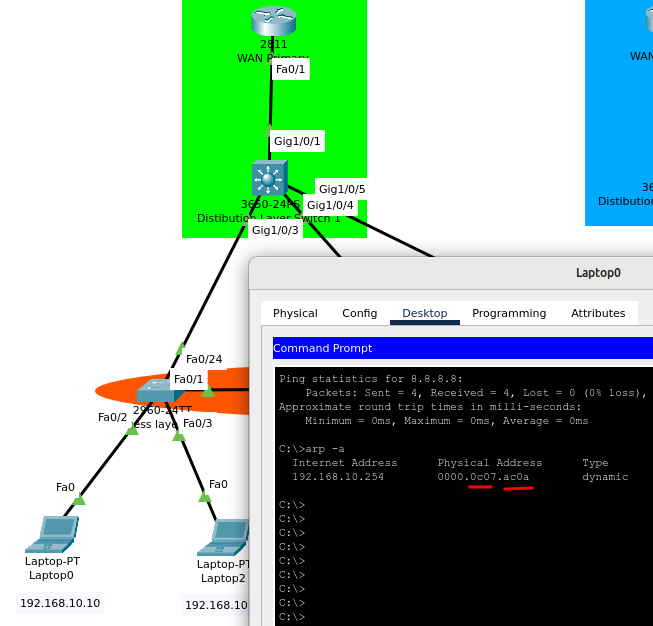 2811
WAN Primary
Fa0/1
WAN
Gig1/0/1
Gig1/0/5
3650-24PS
Gig1/0/4
Distibution Layer Switch 1
Distibution
Gig1/0/3
Laptop0
Physical
Config
Desktop
Programming
Attributes
Command Prompt
Fa0/24
Fa0/1
2960-24TT
Fa0/2
Fa0/3
Ping statistics for 8.8.8.8:
Packets: Sent = 4, Received = 4, Lost = 0 (0% loss),
Approximate round trip times in milli-seconds:
Minimum = 0ms, Maximum = 0ms, Average = 0ms
C:\>arp -a
Internet Address Physical Address Type
192.168.10.254 0000.0c07.ac0a dynamic
C:\>
C:\>
C:\>
C:\>
C:\>
C:\>
C:\>
C:\>
C:\>
Fa0
Fa0
Laptop-PT
Laptop0
Laptop-PT
Laptop2
192.168.10.10
192.168.10